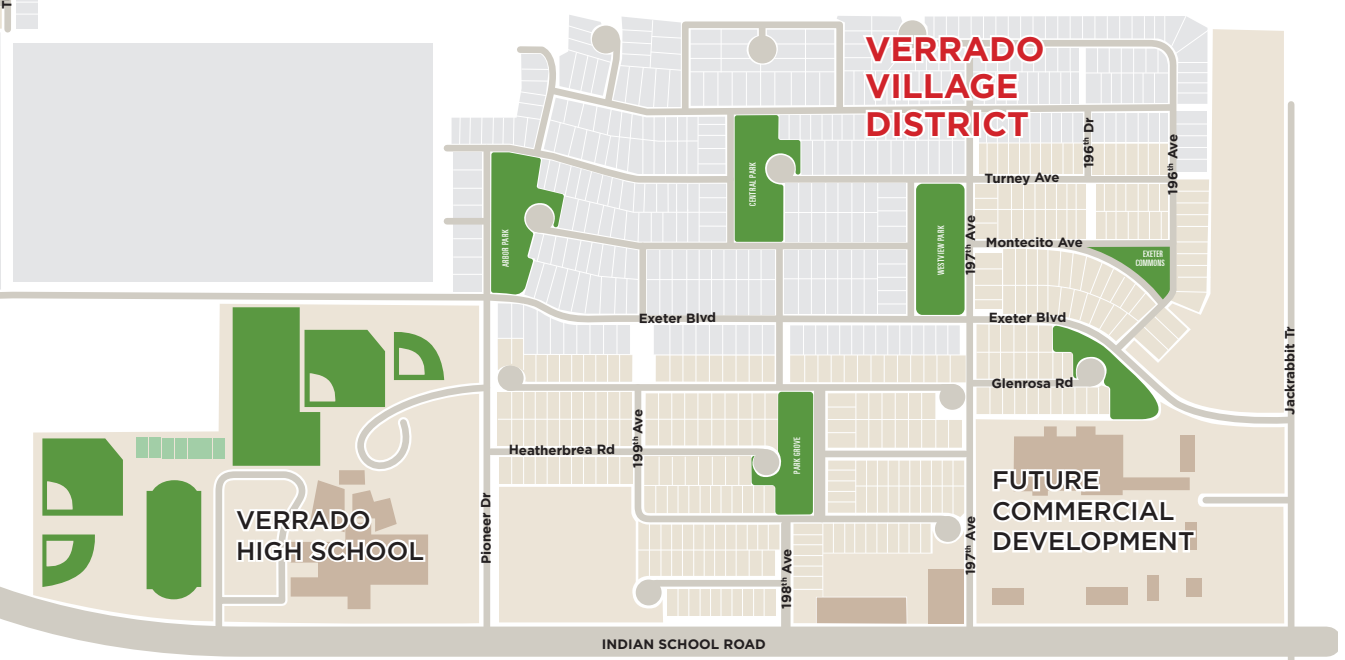 T
VERRADO
VILLAGE
DISTRICT
196th Dr
196th Ave
CENTRAL PARK
Turney Ave
ARBOR PARK
WESTVIEW PARK
197th Ave
Montecito Ave
EXETER
COMMONS
Exeter Blvd
Exeter Blvd
Jackrabbit Tr
Glenrosa Rd
199th Ave
Heatherbrea Rd
PARK GROVE
FUTURE
COMMERCIAL
DEVELOPMENT
VERRADO
HIGH SCHOOL
Pioneer Dr
197th Ave
198th Ave
INDIAN SCHOOL ROAD